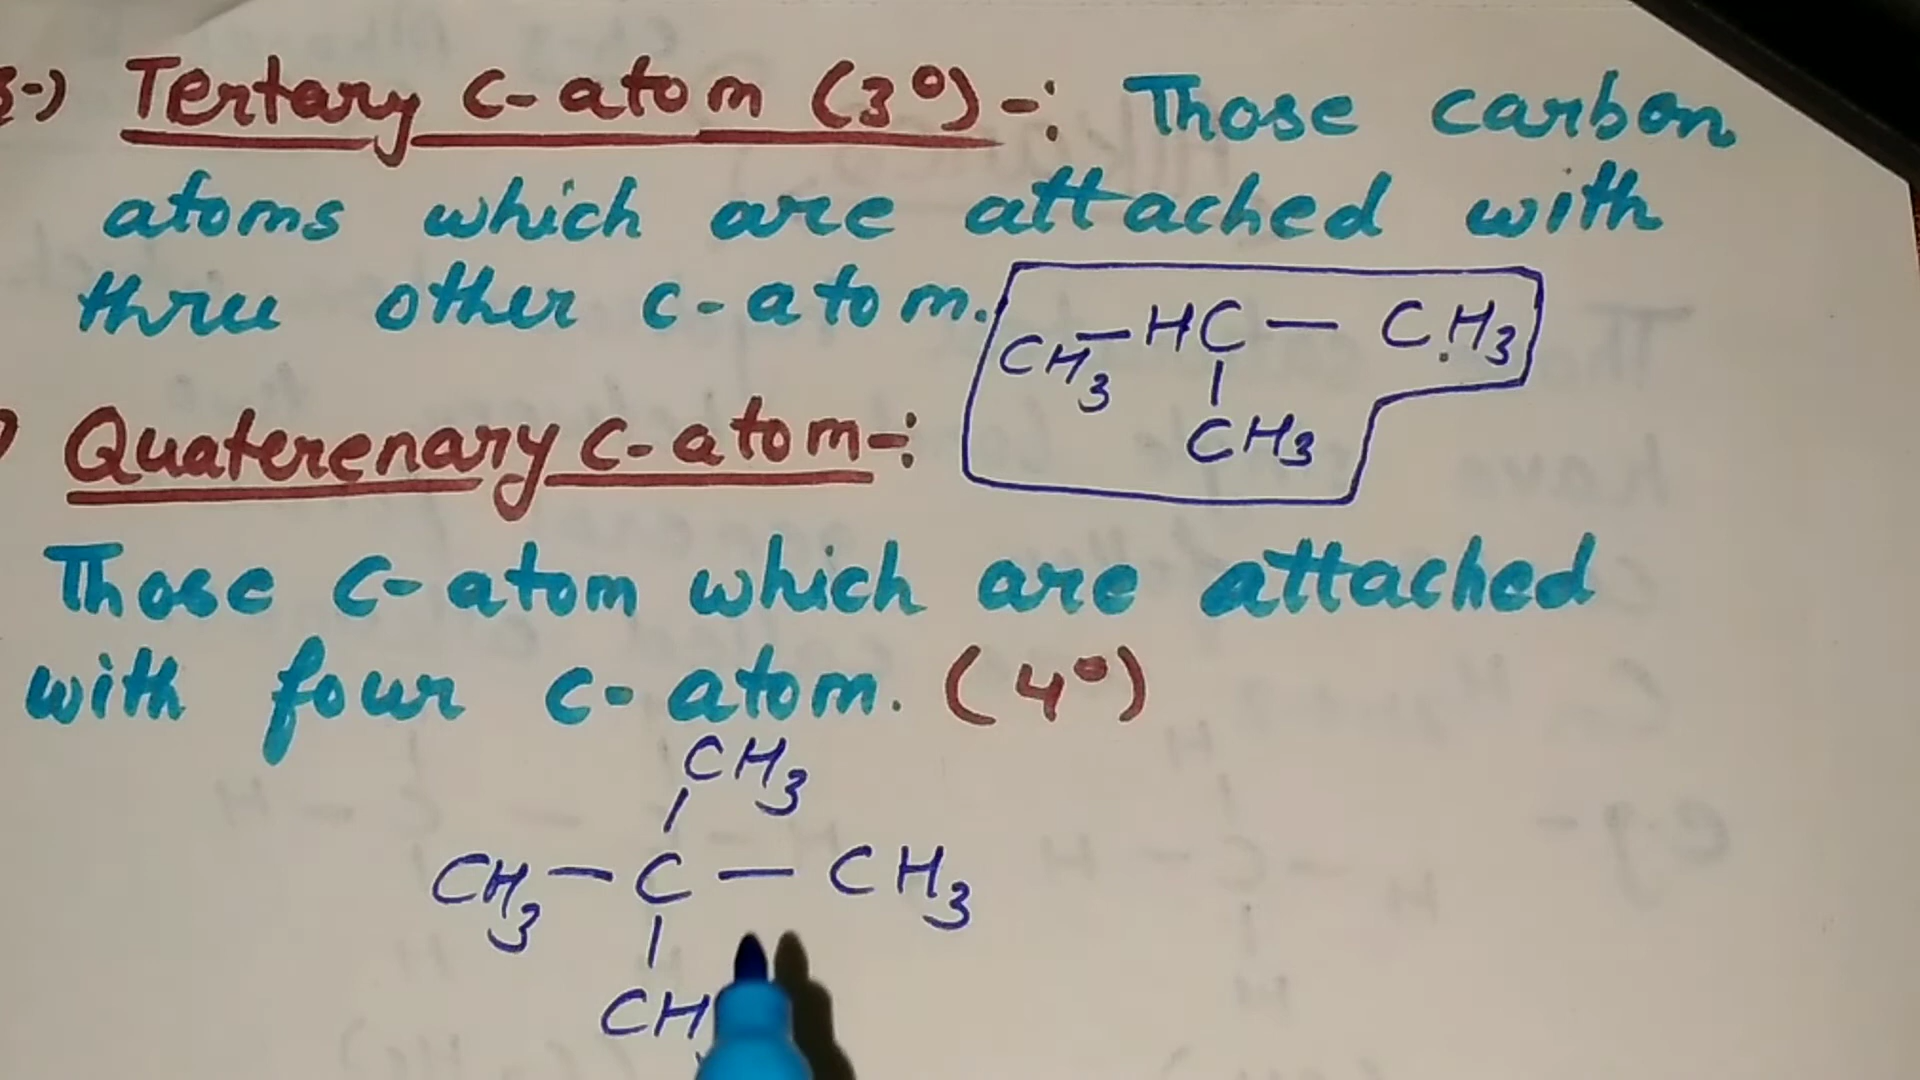 3-) Tertary C-atom (3°)-: Those carbon
atoms which are attached with
three other C-atom.
CH3-HC-CH3
|
CH3
Quaterenary C-atom-:
Those C-atom which are attached
with four C-atom. (4°)
CH3
|
CH3-C-CH3
|
CH